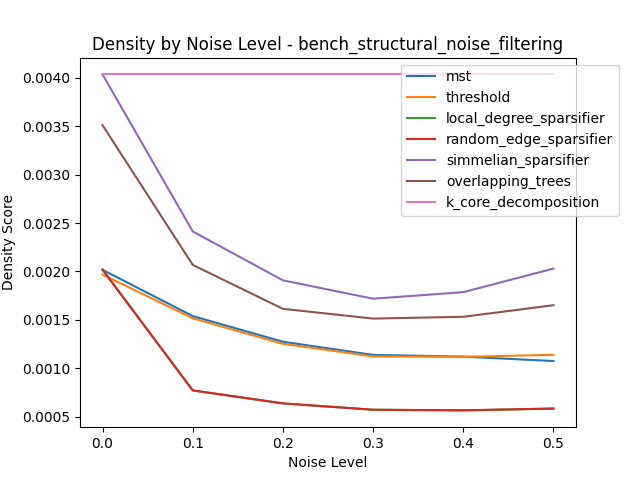 Density by Noise Level - bench_structural_noise_filtering
Density Score
0.0040
0.0035
0.0030
0.0025
0.0020
0.0015
0.0010
0.0005
mst
threshold
local_degree_sparsifier
random_edge_sparsifier
simmelian_sparsifier
overlapping_trees
k_core_decomposition
0.0 0.1 0.2 0.3 0.4 0.5
Noise Level